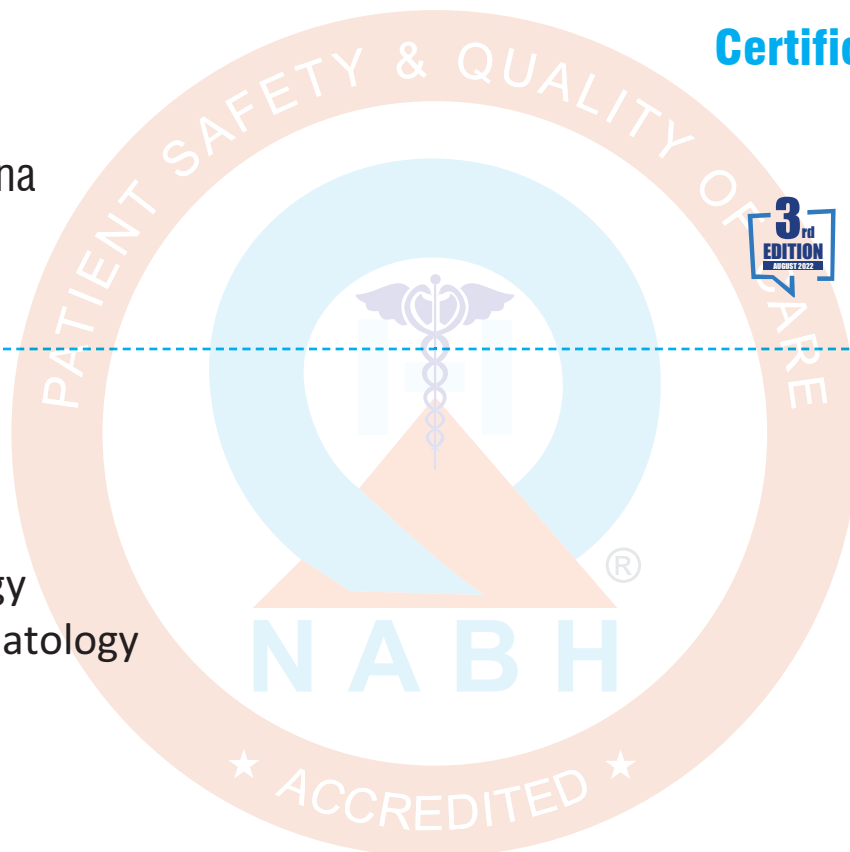 Certific
PATIENT SAFETY & QUALITY OF CARE
na
3rd
EDITION
AUGUST 2022
H
®
gy
atology
NABH
★ ACCREDITED ★